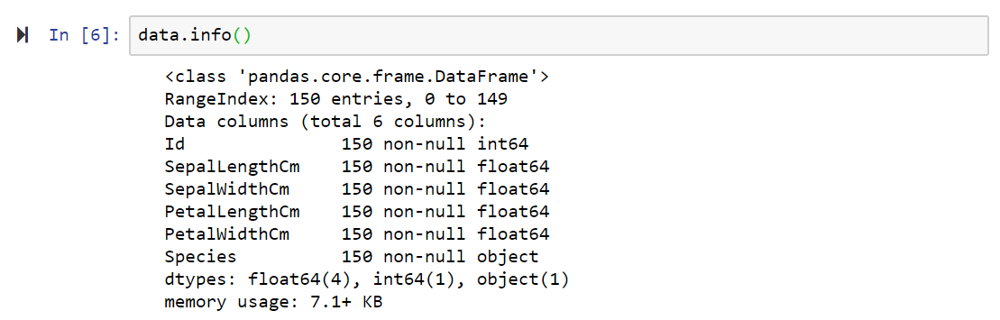 In [6]: data.info()
<class 'pandas.core.frame.DataFrame'>
RangeIndex: 150 entries, 0 to 149
Data columns (total 6 columns):
Id               150 non-null int64
SepalLengthCm    150 non-null float64
SepalWidthCm     150 non-null float64
PetalLengthCm    150 non-null float64
PetalWidthCm     150 non-null float64
Species          150 non-null object
dtypes: float64(4), int64(1), object(1)
memory usage: 7.1+ KB